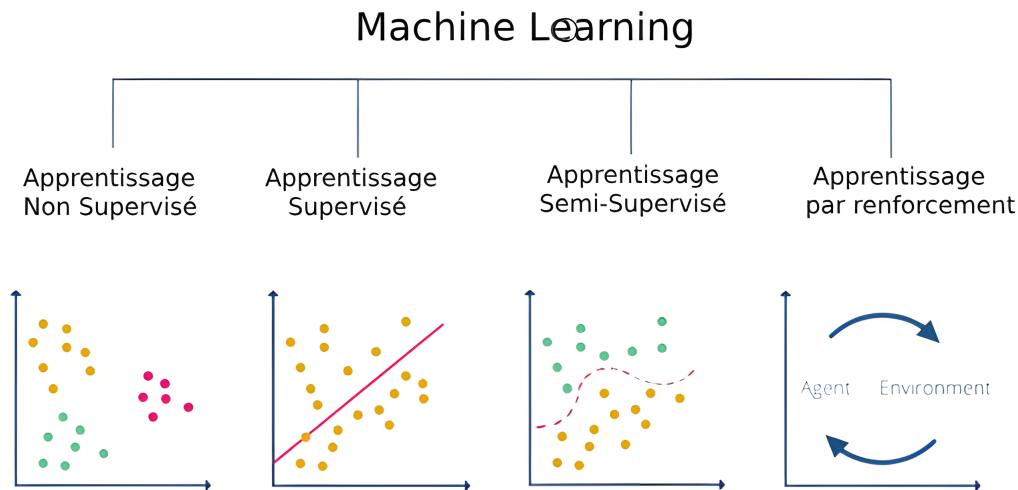 Machine Learning
Apprentissage
Non Supervisé
Apprentissage
Supervisé
Apprentissage
Semi-Supervisé
Apprentissage
par renforcement
Agent
Environment